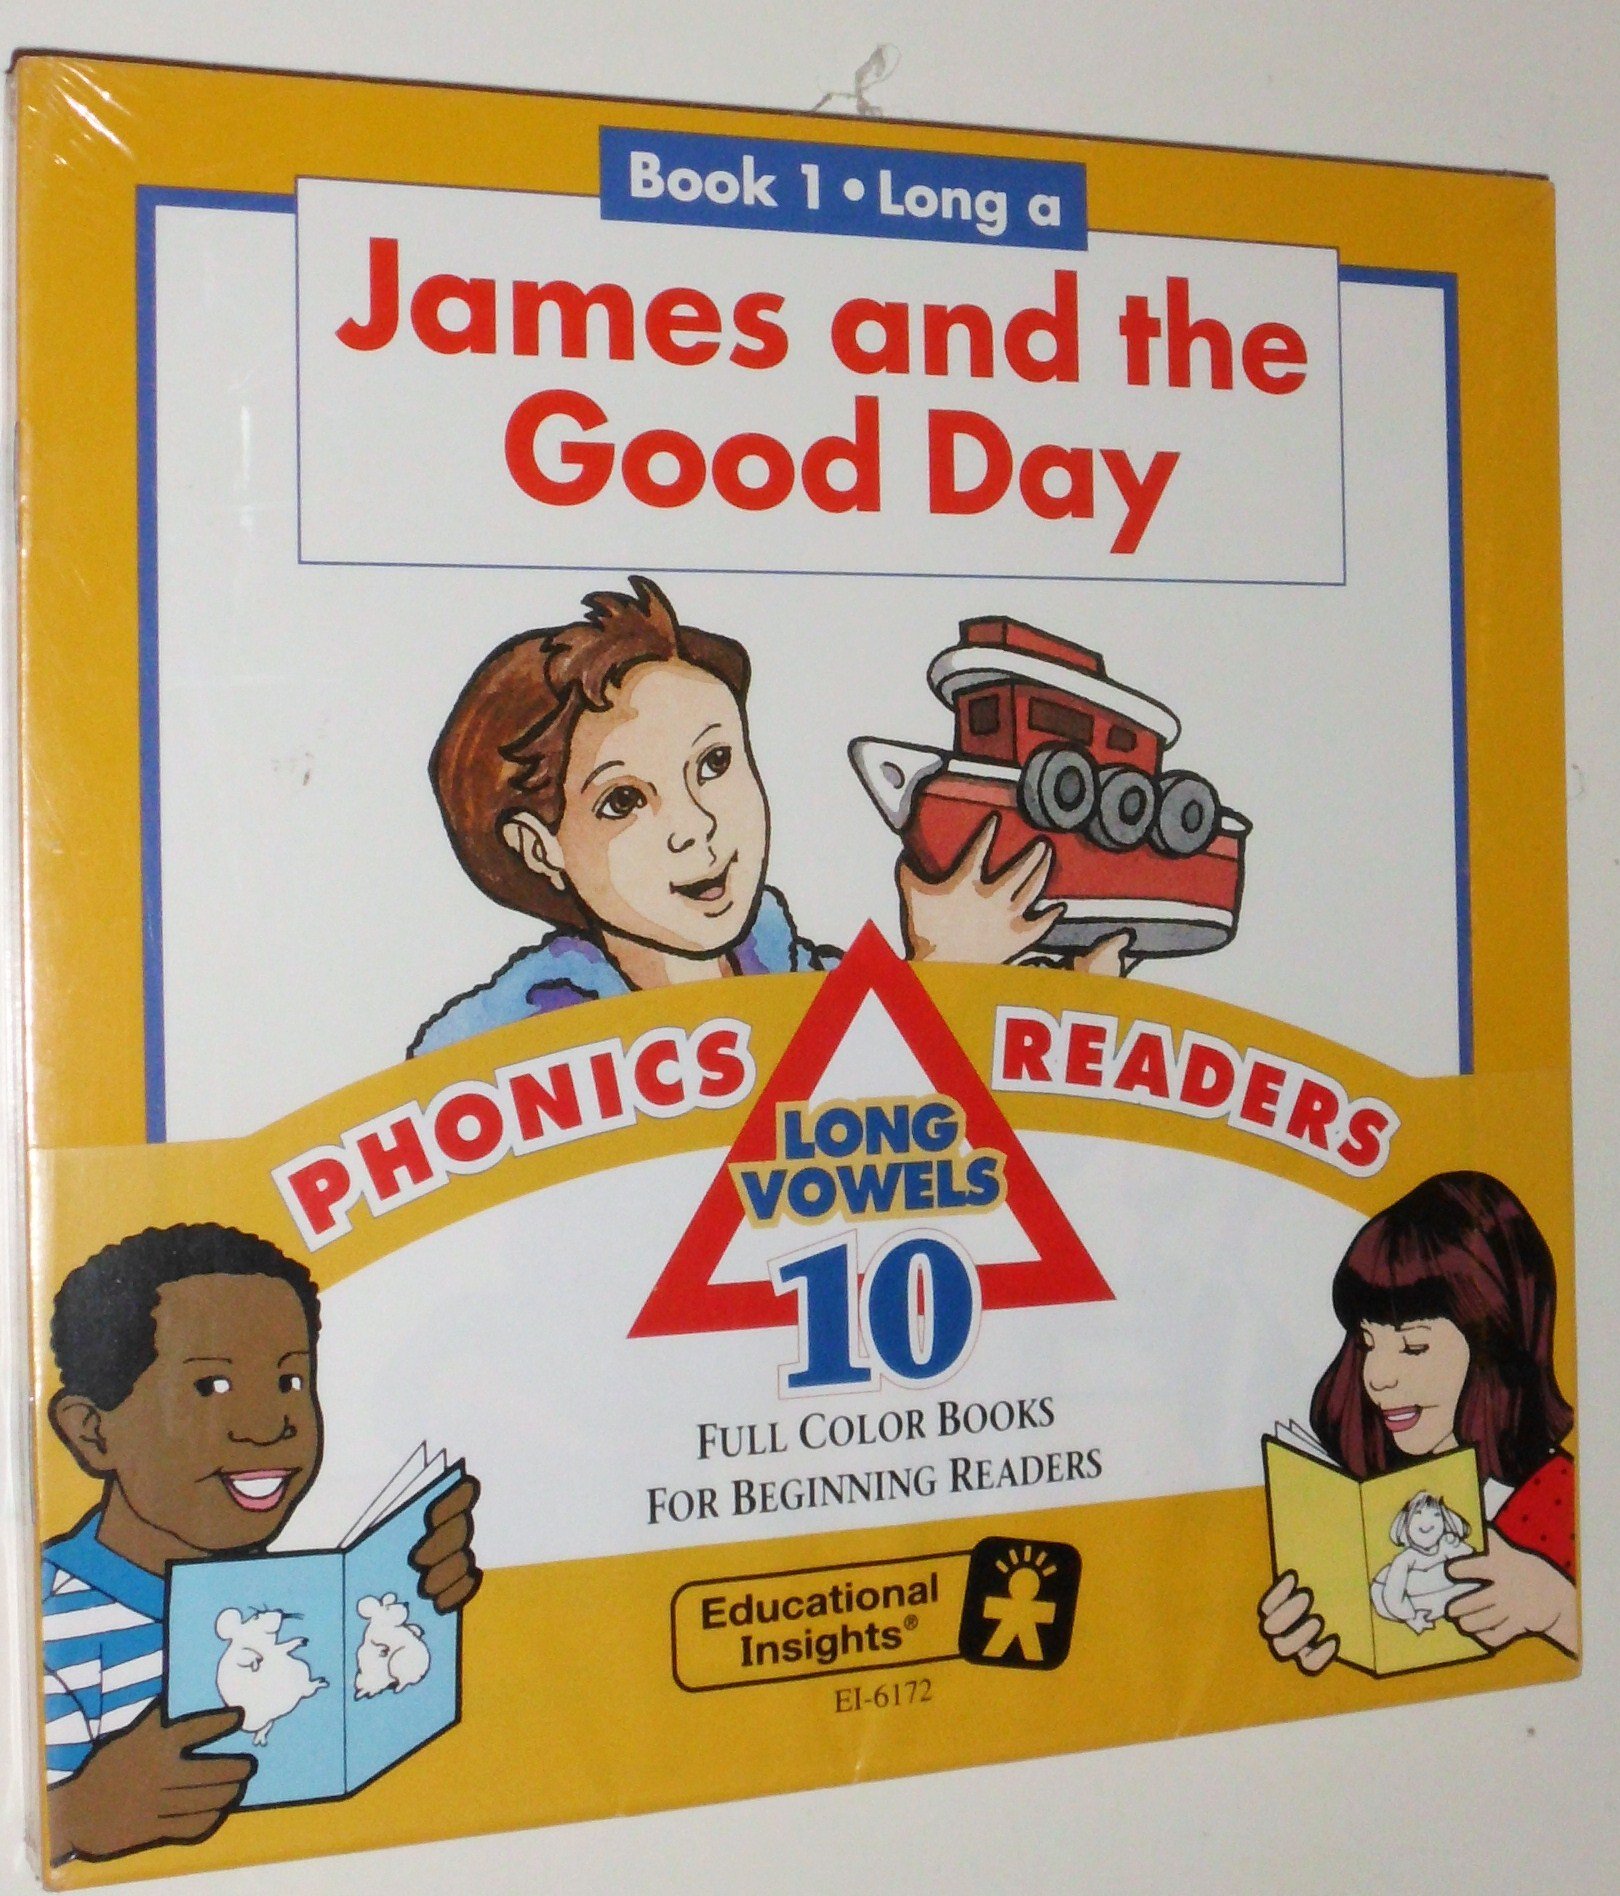 Book 1 • Long a
James and the
Good Day
PHONICS READERS
LONG
VOWELS
10
FULL COLOR BOOKS
FOR BEGINNING READERS
Educational
Insights®
EI-6172